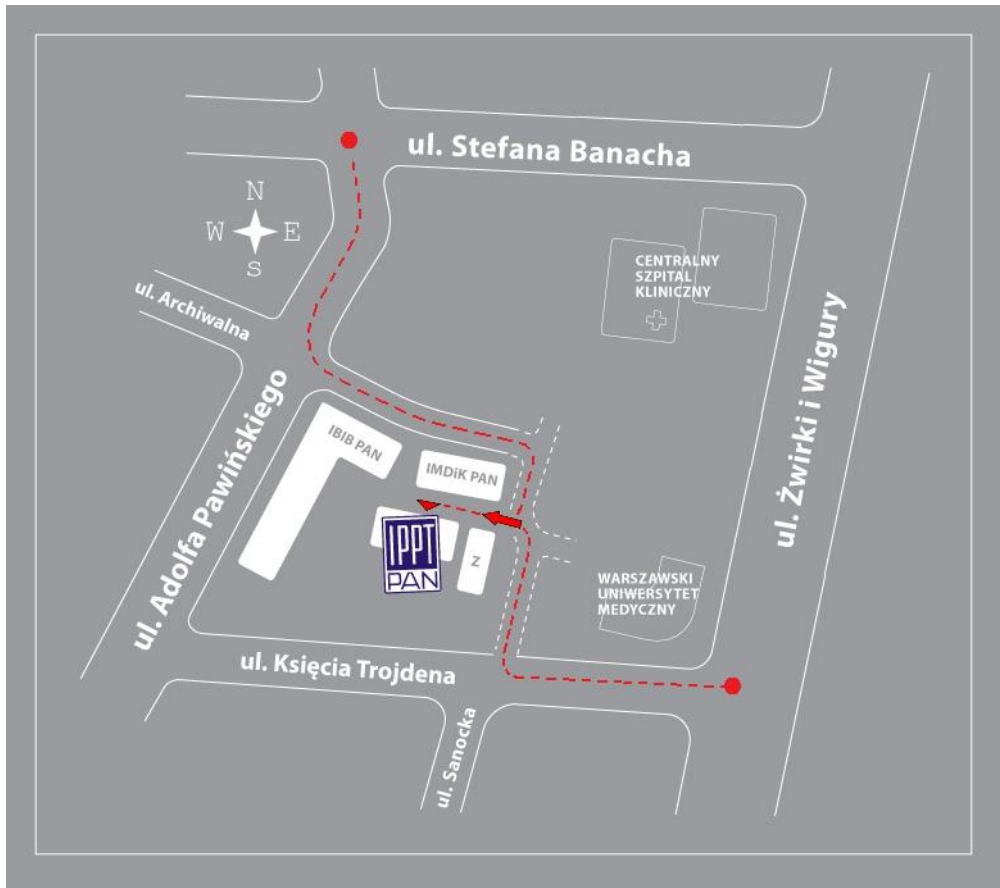 ul. Stefana Banacha
N
W
E
S
CENTRALNY
SZPITAL
KLINICZNY
ul. Archiwalna
ul. Żwirki i Wigury
ul. Adolfa Pawińskiego
IBIB PAN
IMDiK PAN
IPPT
PAN
Z
WARSZAWSKI
UNIWERSYTET
MEDYCZNY
ul. Księcia Trojdena
ul. Sanocka